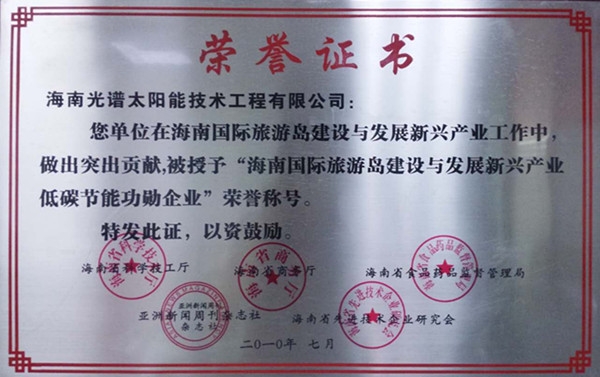 荣誉证书
海南光谱太阳能技术工程有限公司：
您单位在海南国际旅游岛建设与发展新兴产业工作中，
做出突出贡献,被授予“海南国际旅游岛建设与发展新兴产业
低碳节能功勋企业”荣誉称号。
特发此证，以资鼓励。
海南省科学技工厅 海南省商务厅 海南省食品药品监督管理局
亚洲新闻周刊杂志社 海南省先进技术企业研究会
二〇一〇年 七月